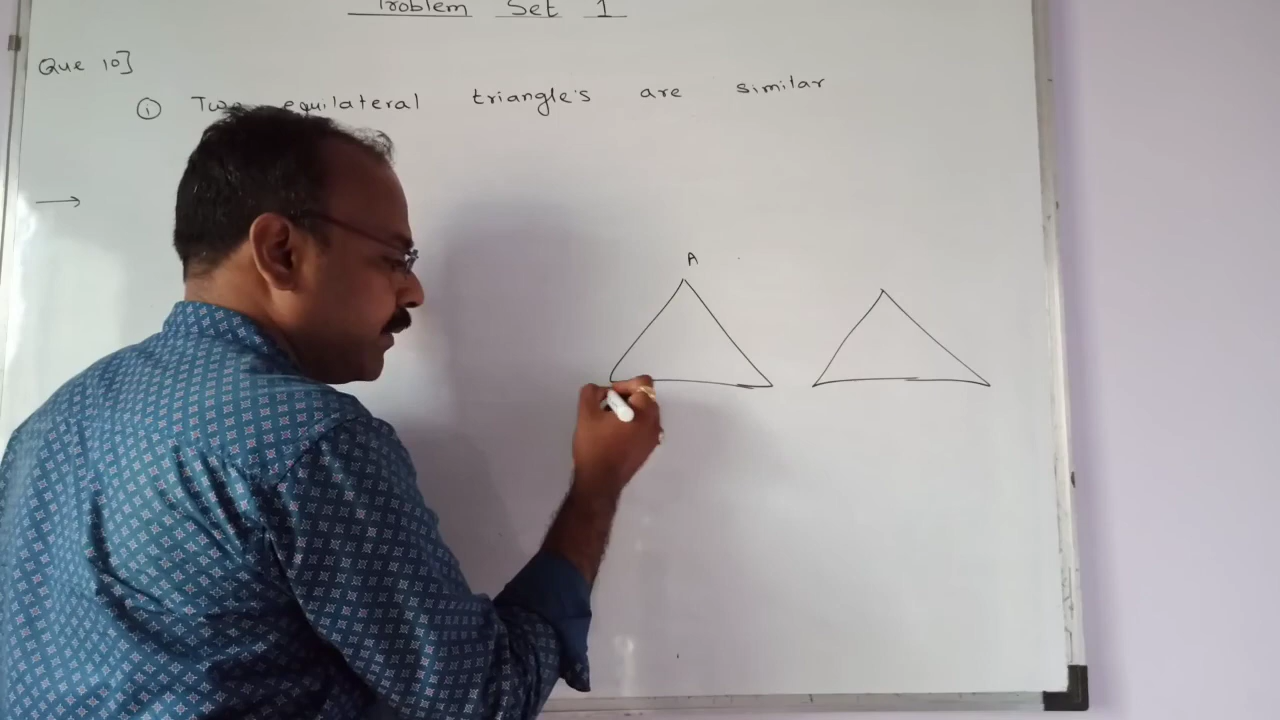 Problem Set 1
Que 10]
① Two equilateral triangle's are similar
→
A